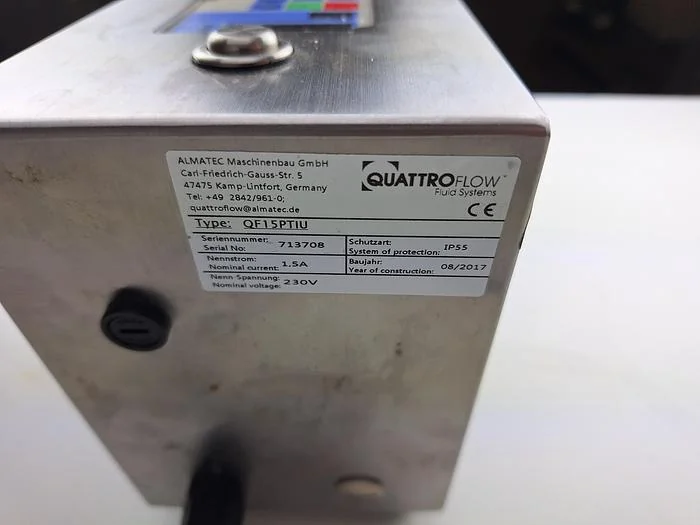 ALMATEC Maschinenbau GmbH
Carl-Friedrich-Gauss-Str. 5
47475 Kamp-Lintfort, Germany
Tel: +49 2842/961-0;
quattroflow@almatec.de
QUATTROFLOW™
Fluid Systems
CE
Type: QF15PTIU
Seriennummer:
Serial No: 713708
Schutzart:
System of protection: IP55
Nennstrom:
Nominal current: 1,5A
Baujahr:
Year of construction: 08/2017
Nenn Spannung:
Nominal voltage: 230V